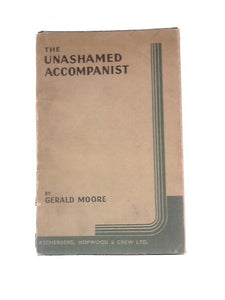 THE
UNASHAMED
ACCOMPANIST
BY
GERALD MOORE
ASCHERBERG, HOPWOOD & CREW LTD.